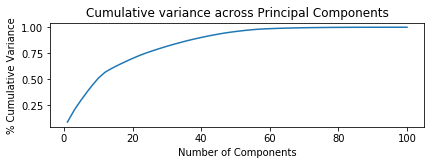 Cumulative variance across Principal Components
% Cumulative Variance
1.00
0.75
0.50
0.25
0 20 40 60 80 100
Number of Components